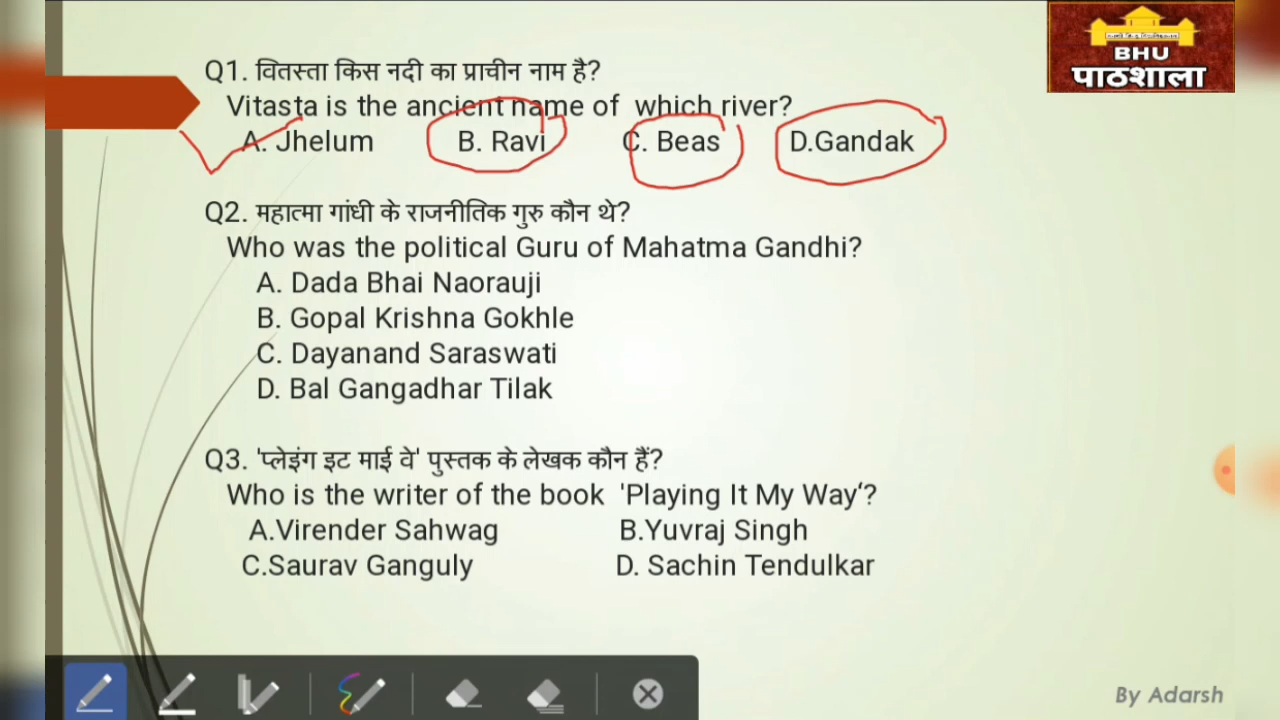 BHU
पाठशाला
Q1. वितस्ता किस नदी का प्राचीन नाम है?
Vitasta is the ancient name of which river?
A. Jhelum B. Ravi C. Beas D.Gandak
Q2. महात्मा गांधी के राजनीतिक गुरु कौन थे?
Who was the political Guru of Mahatma Gandhi?
A. Dada Bhai Naorauji
B. Gopal Krishna Gokhle
C. Dayanand Saraswati
D. Bal Gangadhar Tilak
Q3. 'प्लेइंग इट माई वे' पुस्तक के लेखक कौन हैं?
Who is the writer of the book 'Playing It My Way‘?
A.Virender Sahwag B.Yuvraj Singh
C.Saurav Ganguly D. Sachin Tendulkar
By Adarsh